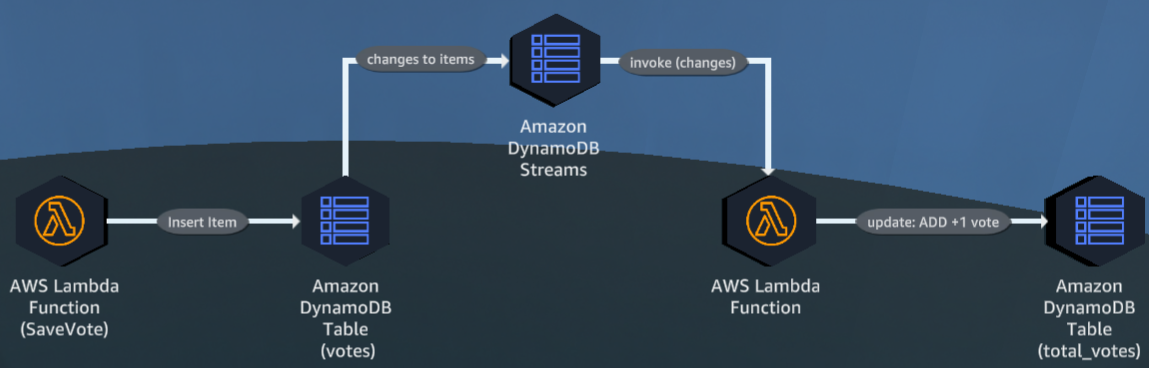 changes to items
invoke (changes)
Amazon
DynamoDB
Streams
Insert Item
update: ADD +1 vote
AWS Lambda
Function
(SaveVote)
Amazon
DynamoDB
Table
(votes)
AWS Lambda
Function
Amazon
DynamoDB
Table
(total_votes)